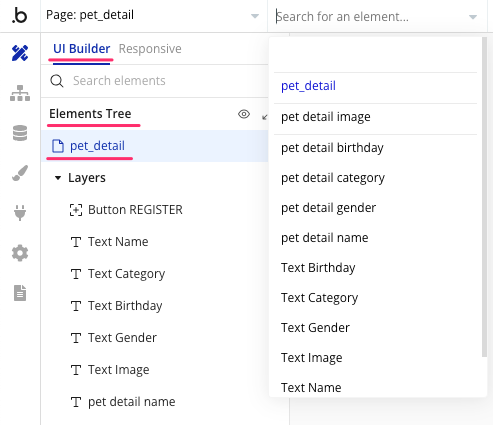 .b
Page: pet_detail
Search for an element...
UI Builder
Responsive
Search elements
Elements Tree
pet_detail
Layers
Button REGISTER
Text Name
Text Category
Text Birthday
Text Gender
Text Image
pet detail name
pet_detail
pet detail image
pet detail birthday
pet detail category
pet detail gender
pet detail name
Text Birthday
Text Category
Text Gender
Text Image
Text Name